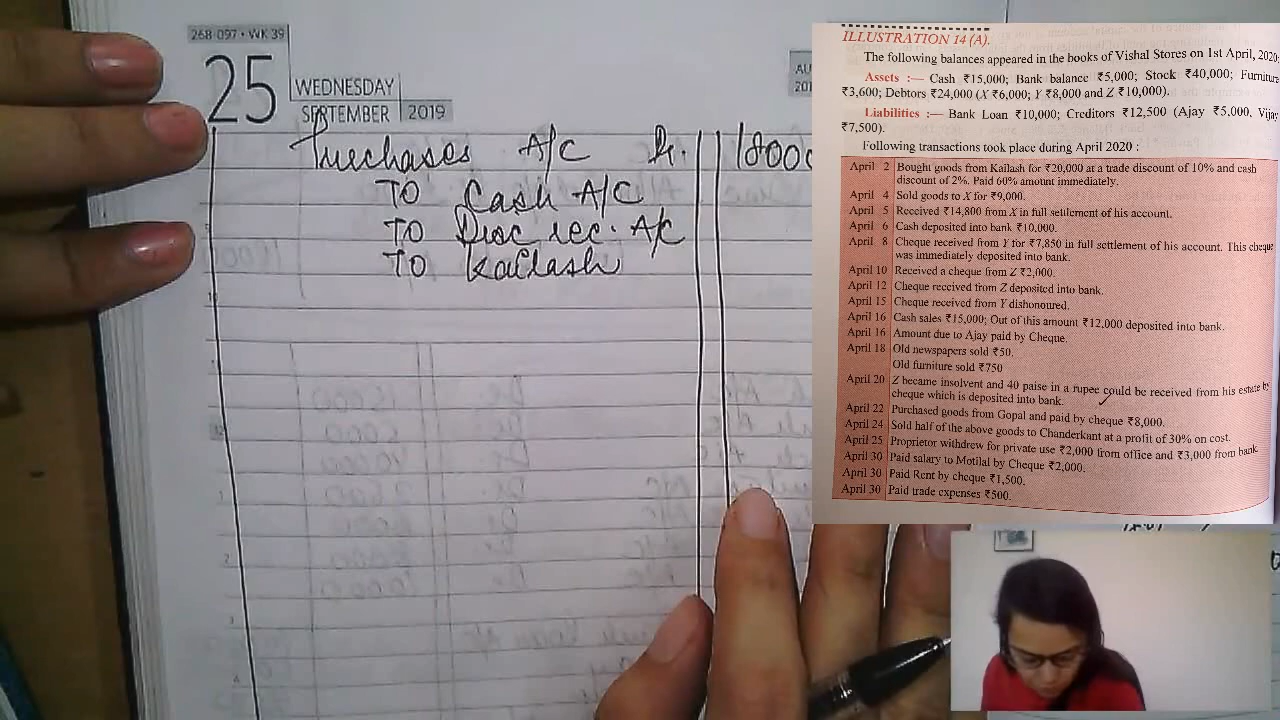 268-097 • WK 39
25
WEDNESDAY
SEPTEMBER 2019
AU
201
Purchases A/C Dr. 1800
TO Cash A/C
TO Disc rec. A/C
TO Kailash
ILLUSTRATION 14 (A).
The following balances appeared in the books of Vishal Stores on 1st April, 2020
Assets :— Cash ₹15,000; Bank balance ₹5,000; Stock ₹40,000; Furniture
₹3,600; Debtors ₹24,000 (X ₹6,000; Y ₹8,000 and Z ₹10,000).
Liabilities :— Bank Loan ₹10,000; Creditors ₹12,500 (Ajay ₹5,000, Vijay
₹7,500).
Following transactions took place during April 2020 :
April 2 Bought goods from Kailash for ₹20,000 at a trade discount of 10% and cash
discount of 2%. Paid 60% amount immediately.
April 4 Sold goods to X for ₹9,000.
April 5 Received ₹14,800 from X in full settlement of his account.
April 6 Cash deposited into bank ₹10,000.
April 8 Cheque received from Y for ₹7,850 in full settlement of his account. This cheque
was immediately deposited into bank.
April 10 Received a cheque from Z ₹2,000.
April 12 Cheque received from Z deposited into bank.
April 15 Cheque received from Y dishonoured.
April 16 Cash sales ₹15,000; Out of this amount ₹12,000 deposited into bank.
April 16 Amount due to Ajay paid by Cheque.
April 18 Old newspapers sold ₹50.
Old furniture sold ₹750
April 20 Z became insolvent and 40 paise in a rupee could be received from his estate by
cheque which is deposited into bank.
April 22 Purchased goods from Gopal and paid by cheque ₹8,000.
April 24 Sold half of the above goods to Chanderkant at a profit of 30% on cost.
April 25 Proprietor withdrew for private use ₹2,000 from office and ₹3,000 from bank
April 30 Paid salary to Motilal by Cheque ₹2,000.
April 30 Paid Rent by cheque ₹1,500.
April 30 Paid trade expenses ₹500.